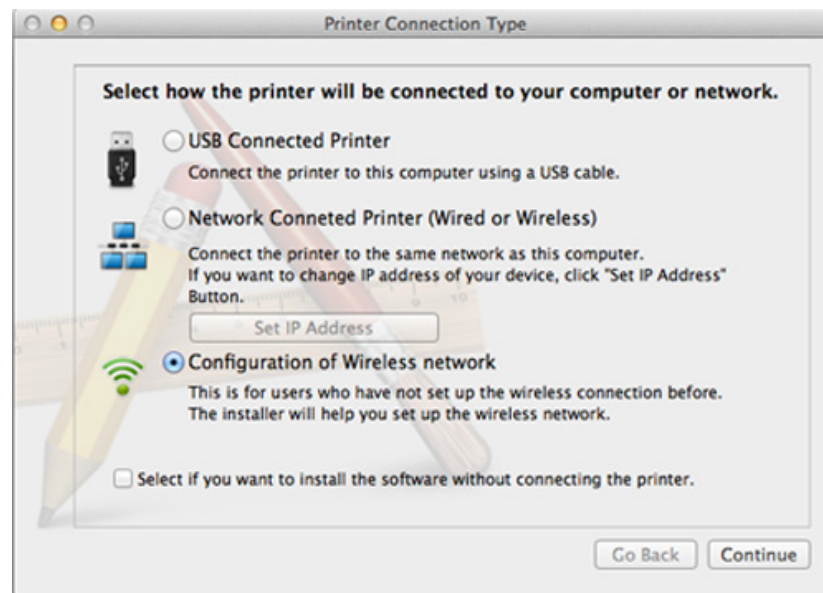 Printer Connection Type
Select how the printer will be connected to your computer or network.
USB Connected Printer
Connect the printer to this computer using a USB cable.
Network Conneted Printer (Wired or Wireless)
Connect the printer to the same network as this computer.
If you want to change IP address of your device, click "Set IP Address"
Button.
Set IP Address
Configuration of Wireless network
This is for users who have not set up the wireless connection before.
The installer will help you set up the wireless network.
Select if you want to install the software without connecting the printer.
Go Back Continue